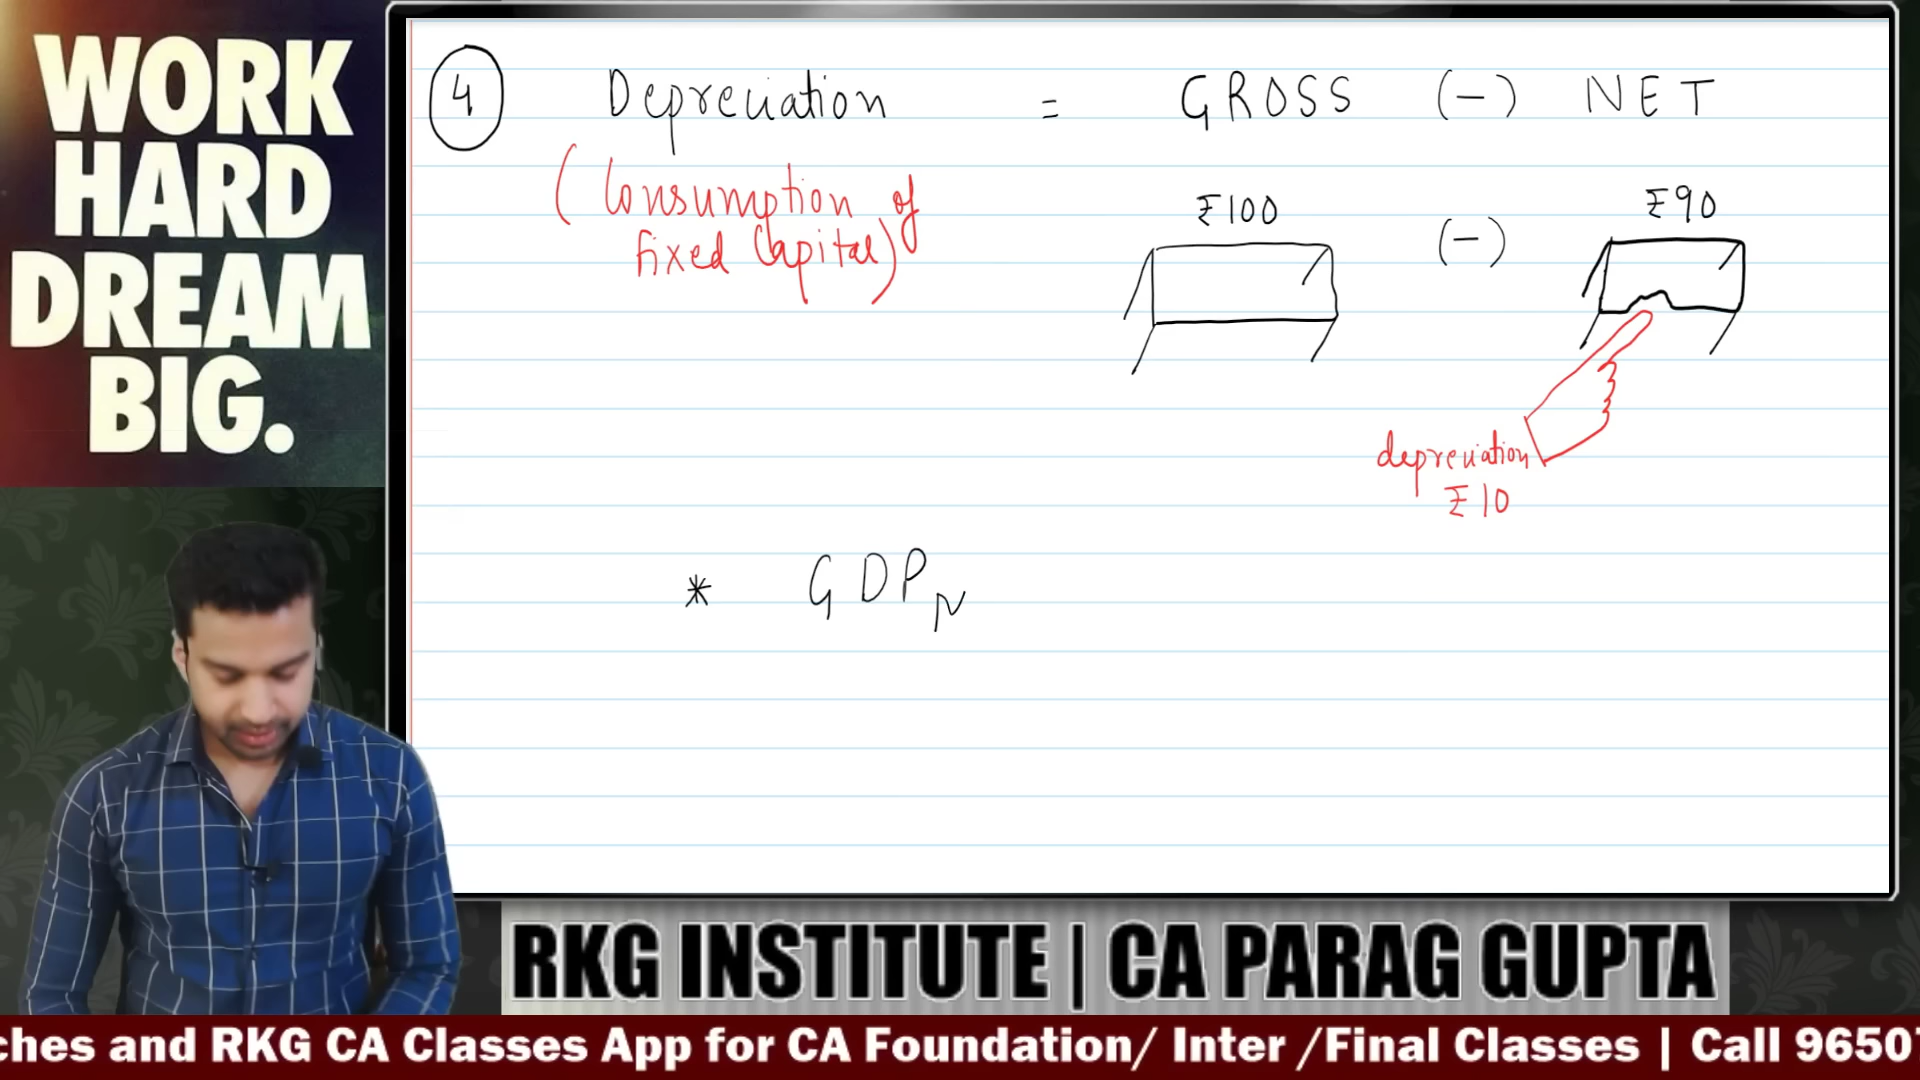 WORK
HARD
DREAM
BIG.
4 Depreciation = GROSS (-) NET
(Consumption of
fixed Capital)
₹100 (-) ₹90
depreciation
₹10
* GDP N
RKG INSTITUTE | CA PARAG GUPTA
ches and RKG CA Classes App for CA Foundation/ Inter /Final Classes | Call 9650